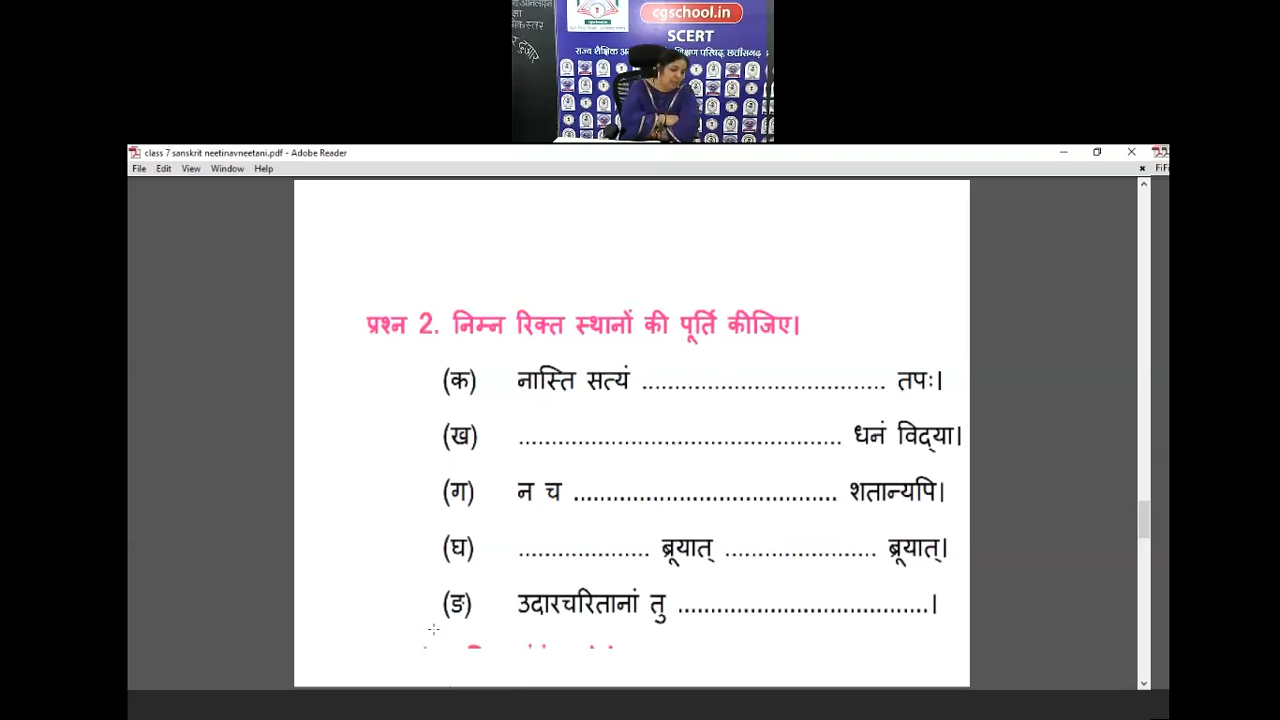 cgschool.in
SCERT
class 7 sanskrit neetinavneetani.pdf - Adobe Reader
File Edit View Window Help
प्रश्न 2. निम्न रिक्त स्थानों की पूर्ति कीजिए।
(क) नास्ति सत्यं ..................................... तपः।
(ख) ................................................. धनं विद्या।
(ग) न च ........................................ शतान्यपि।
(घ) .................... ब्रूयात् ....................... ब्रूयात्।
(ङ) उदारचरितानां तु ......................................।